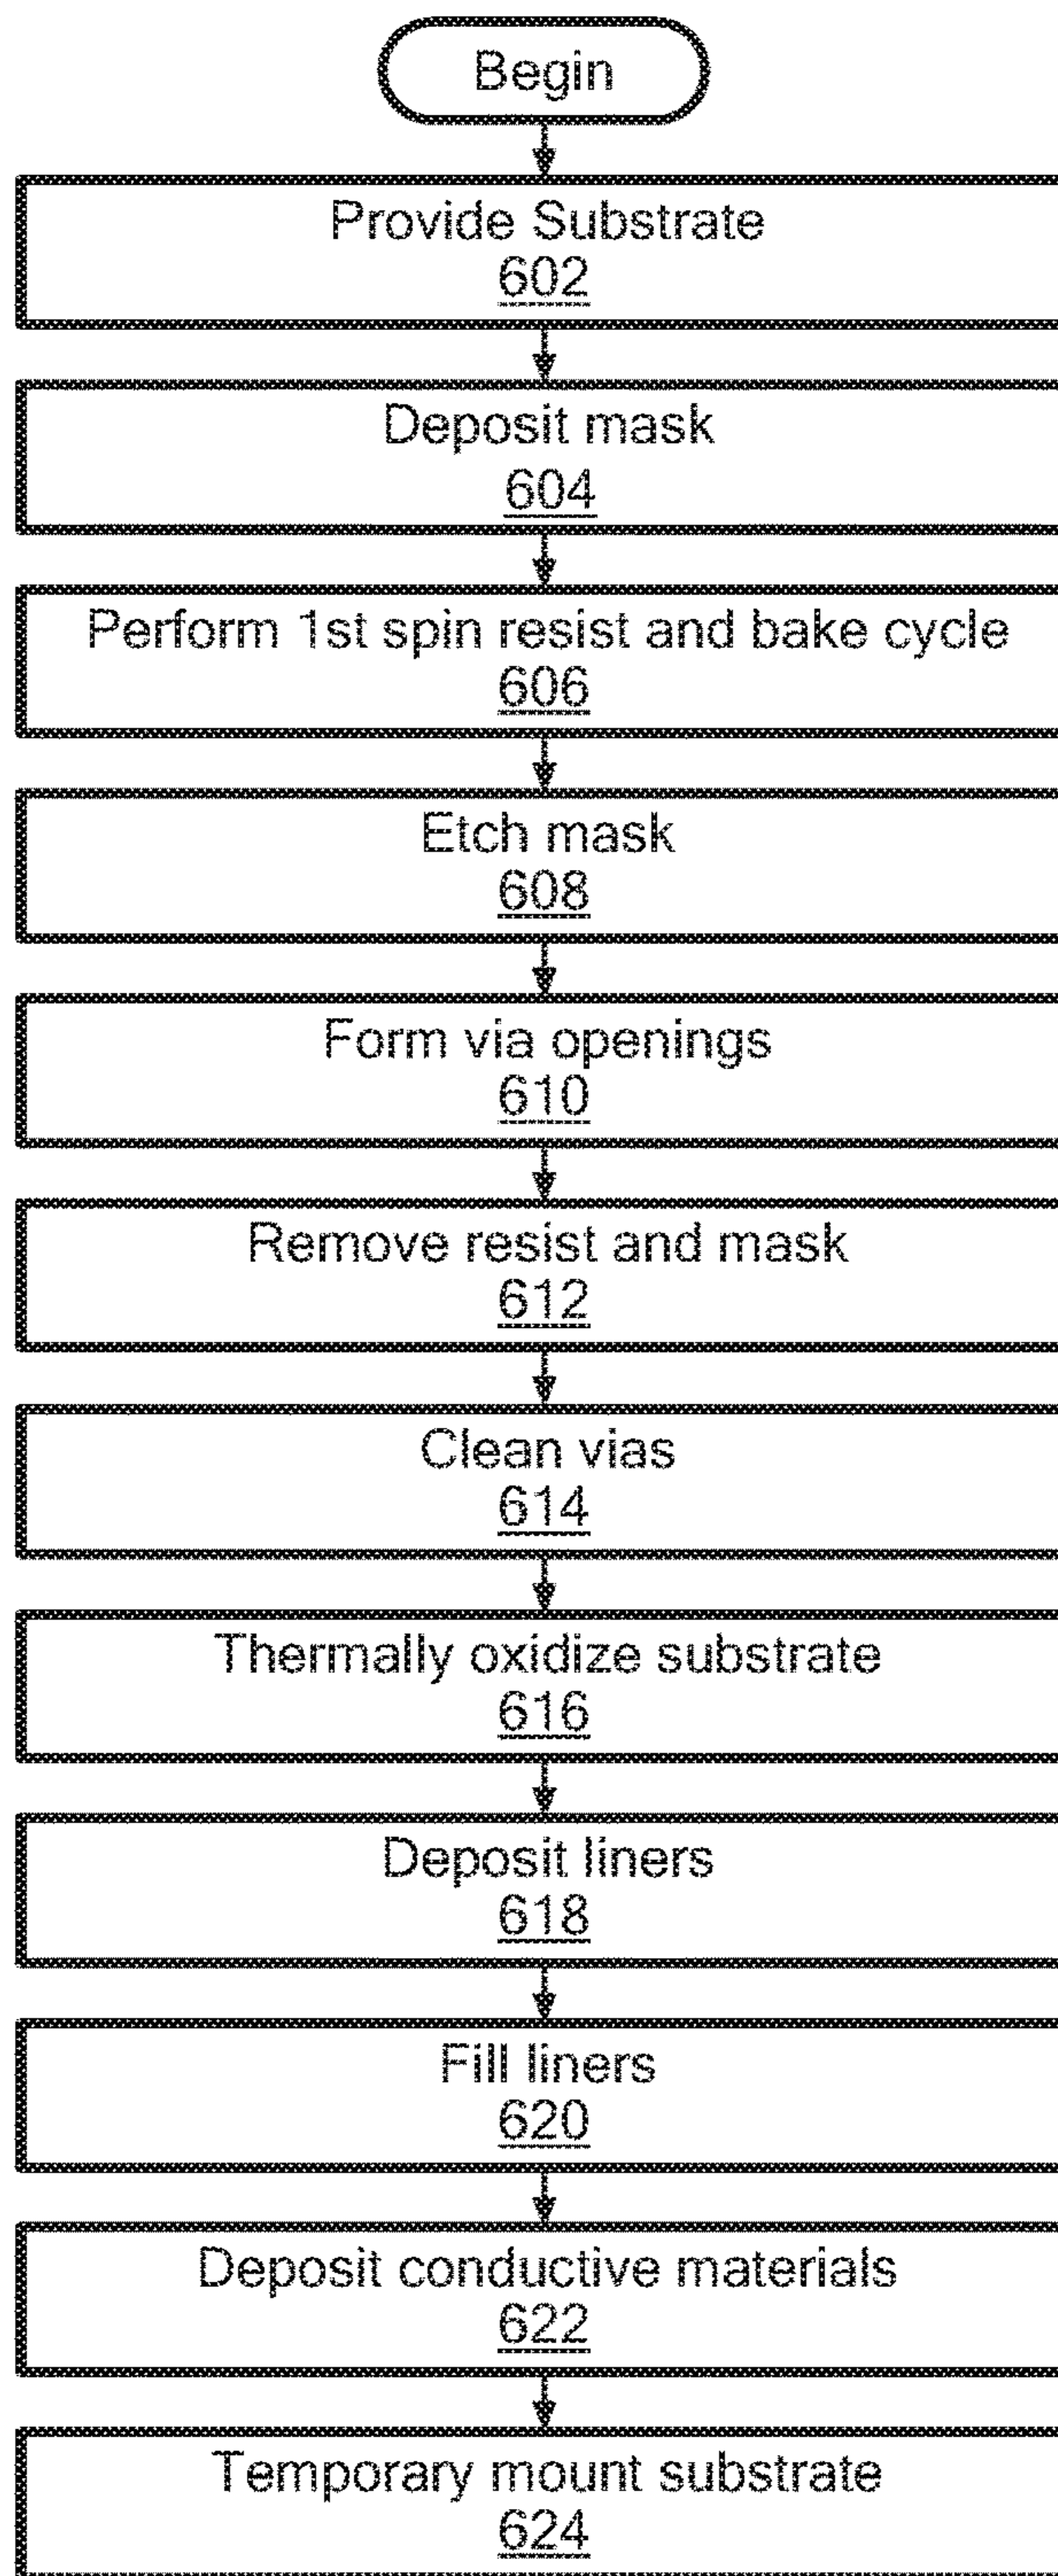 Begin
Provide Substrate
602
Deposit mask
604
Perform 1st spin resist and bake cycle
606
Etch mask
608
Form via openings
610
Remove resist and mask
612
Clean vias
614
Thermally oxidize substrate
616
Deposit liners
618
Fill liners
620
Deposit conductive materials
622
Temporary mount substrate
624